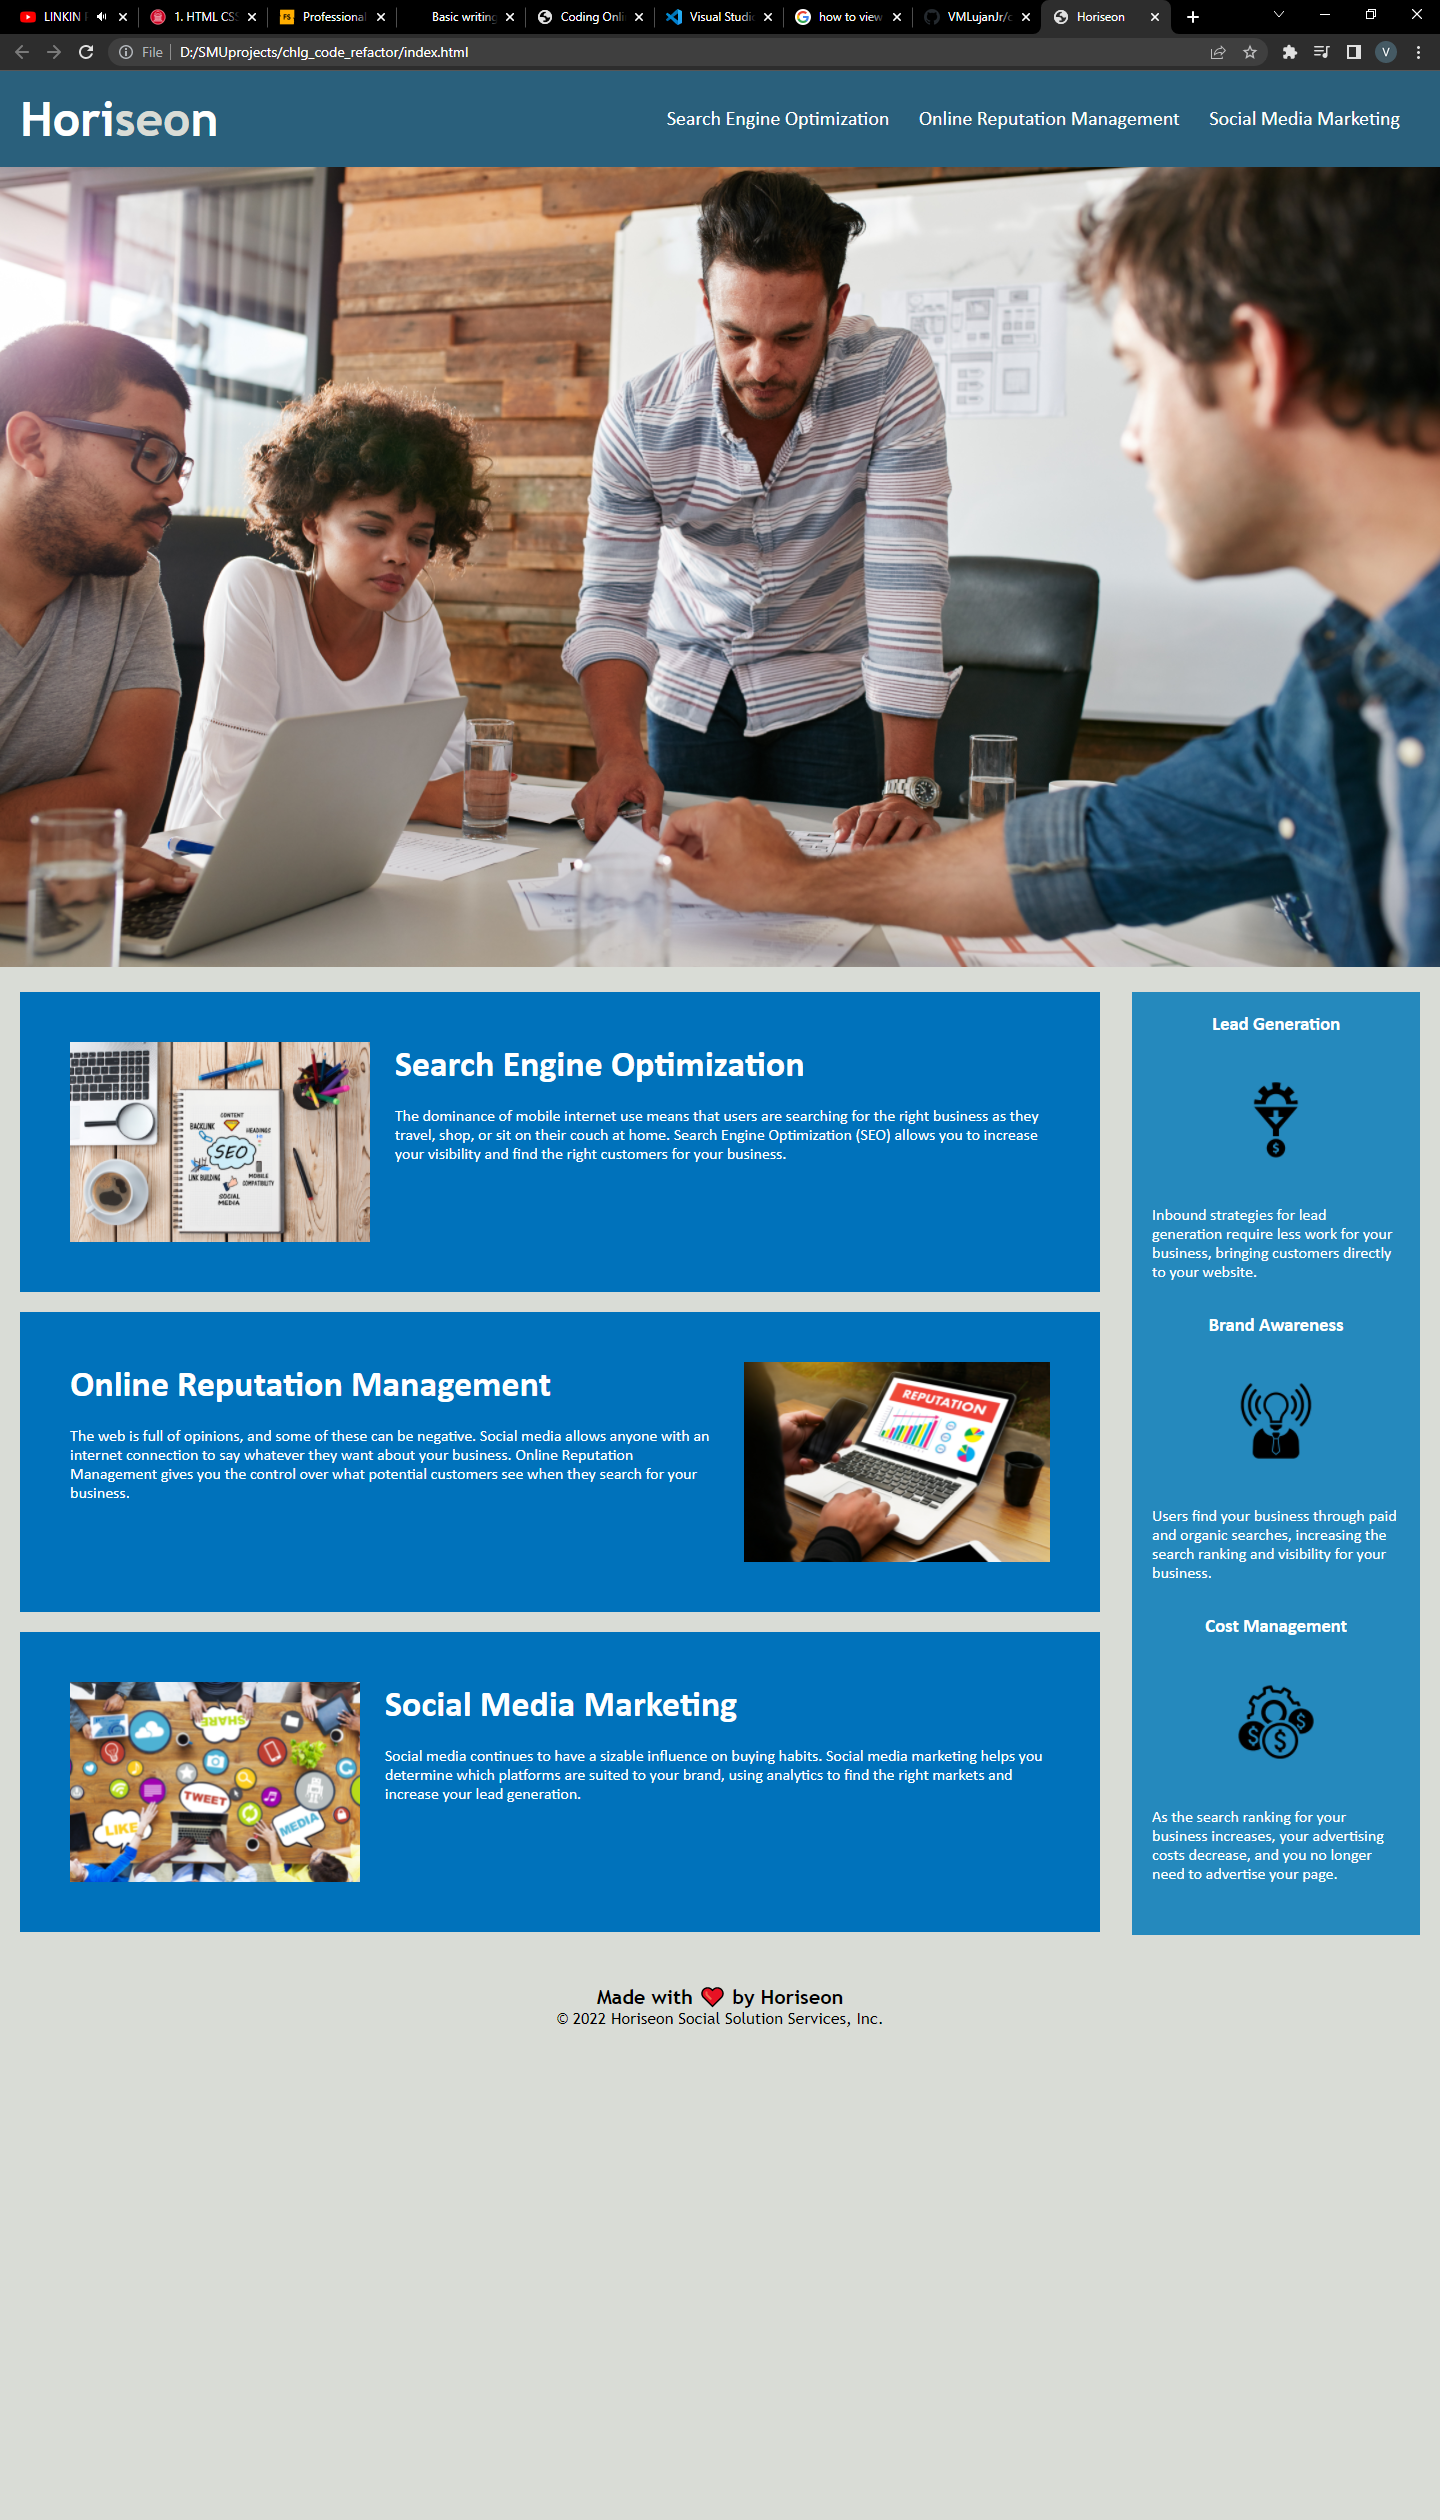 LINKIN
1. HTML CSS
Professional
Basic writing
Coding Onli
Visual Studi
how to view
VMLujanJr/c
Horiseon
File
D:/SMUprojects/chlg_code_refactor/index.html
V
Horiseon
Search Engine Optimization
Online Reputation Management
Social Media Marketing
CONTENT
BACKLINK
HEADINGS
SEO
LINK BUILDING
MOBILE
COMPATIBILITY
SOCIAL
MEDIA
Search Engine Optimization
The dominance of mobile internet use means that users are searching for the right business as they
travel, shop, or sit on their couch at home. Search Engine Optimization (SEO) allows you to increase
your visibility and find the right customers for your business.
Online Reputation Management
The web is full of opinions, and some of these can be negative. Social media allows anyone with an
internet connection to say whatever they want about your business. Online Reputation
Management gives you the control over what potential customers see when they search for your
business.
REPUTATION
SHARE
TWEET
LIKE
MEDIA
Social Media Marketing
Social media continues to have a sizable influence on buying habits. Social media marketing helps you
determine which platforms are suited to your brand, using analytics to find the right markets and
increase your lead generation.
Lead Generation
Inbound strategies for lead
generation require less work for your
business, bringing customers directly
to your website.
Brand Awareness
Users find your business through paid
and organic searches, increasing the
search ranking and visibility for your
business.
Cost Management
As the search ranking for your
business increases, your advertising
costs decrease, and you no longer
need to advertise your page.
Made with ❤️ by Horiseon
© 2022 Horiseon Social Solution Services, Inc.